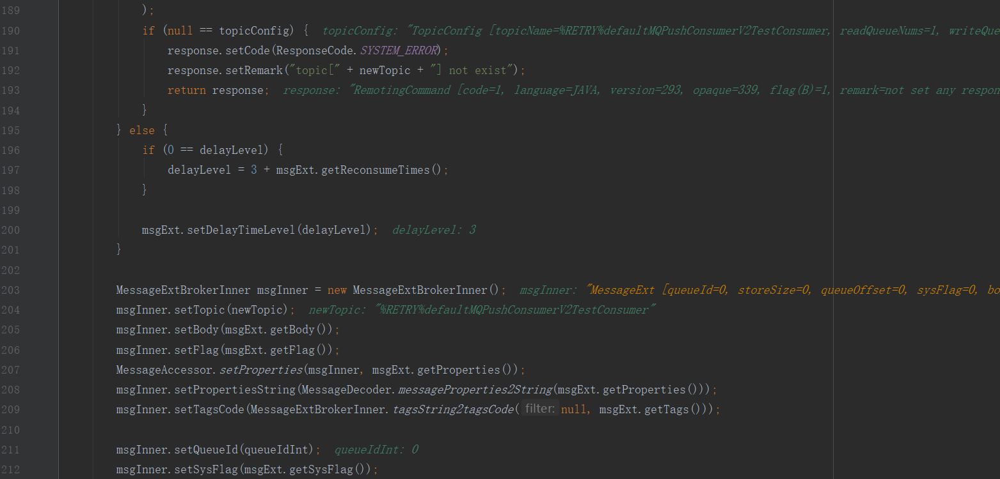 189 );
190 if (null == topicConfig) { topicConfig: "TopicConfig [topicName=%RETRY%defaultMQPushConsumerV2TestConsumer, readQueueNums=1, writeQue
191 response.setCode(ResponseCode.SYSTEM_ERROR);
192 response.setRemark("topic[" + newTopic + "] not exist");
193 return response; response: "RemotingCommand [code=1, language=JAVA, version=293, opaque=339, flag(B)=1, remark=not set any respon
194 }
195 } else {
196 if (0 == delayLevel) {
197 delayLevel = 3 + msgExt.getReconsumeTimes();
198 }
199
200 msgExt.setDelayTimeLevel(delayLevel); delayLevel: 3
201 }
202
203 MessageExtBrokerInner msgInner = new MessageExtBrokerInner(); msgInner: "MessageExt [queueId=0, storeSize=0, queueOffset=0, sysFlag=0, bo
204 msgInner.setTopic(newTopic); newTopic: "%RETRY%defaultMQPushConsumerV2TestConsumer"
205 msgInner.setBody(msgExt.getBody());
206 msgInner.setFlag(msgExt.getFlag());
207 MessageAccessor.setProperties(msgInner, msgExt.getProperties());
208 msgInner.setPropertiesString(MessageDecoder.messageProperties2String(msgExt.getProperties()));
209 msgInner.setTagsCode(MessageExtBrokerInner.tagsString2tagsCode( filter: null, msgExt.getTags()));
210
211 msgInner.setQueueId(queueIdInt); queueIdInt: 0
212 msgInner.setSysFlag(msgExt.getSysFlag());